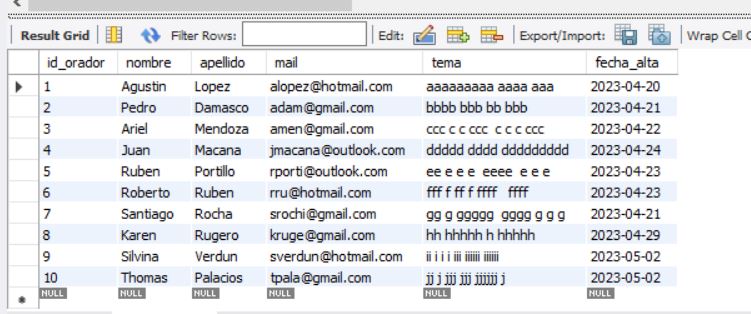 Result Grid Filter Rows: Edit: Export/Import: Wrap Cell C
id_orador nombre apellido mail tema fecha_alta
1 Agustin Lopez alopez@hotmail.com aaaaaaaaa aaaa aaa 2023-04-20
2 Pedro Damasco adam@gmail.com bbbb bbb bb bbb 2023-04-21
3 Ariel Mendoza amen@gmail.com ccc c c ccc c c c ccc 2023-04-22
4 Juan Macana jmacana@outlook.com ddddd dddd ddddddddd 2023-04-24
5 Ruben Portillo rporti@outlook.com ee e e e eeee e e e 2023-04-23
6 Roberto Ruben rru@hotmail.com fff f ff f ffff ffff 2023-04-23
7 Santiago Rocha srochi@gmail.com gg g ggggg gggg g g g 2023-04-21
8 Karen Rugero kruge@gmail.com hh hhhhh h hhhhh 2023-04-29
9 Silvina Verdun sverdun@hotmail.com ii i i i iii iiiiii iiiiii 2023-05-02
10 Thomas Palacios tpala@gmail.com jj j jjj jjj jjjjjjj j 2023-05-02
NULL NULL NULL NULL NULL NULL